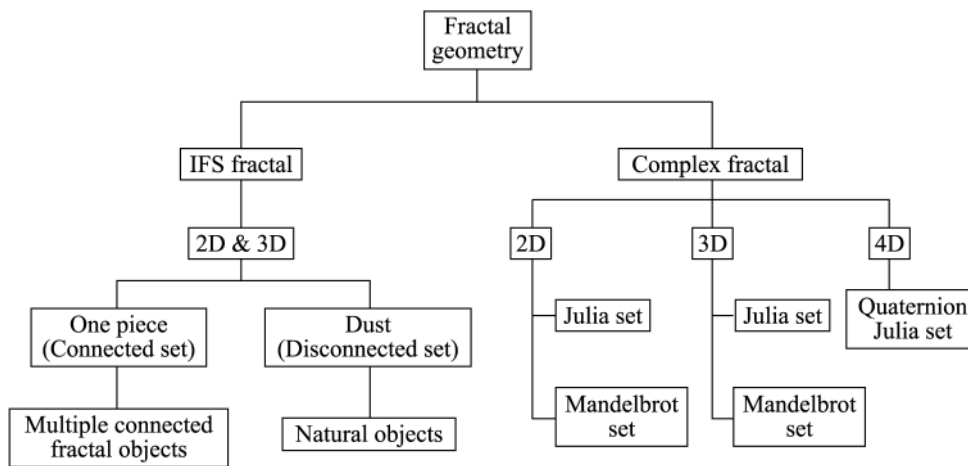 Fractal
geometry
IFS fractal
Complex fractal
2D & 3D
2D
3D
4D
One piece
(Connected set)
Dust
(Disconnected set)
Julia set
Julia set
Quaternion
Julia set
Multiple connected
fractal objects
Natural objects
Mandelbrot
set
Mandelbrot
set